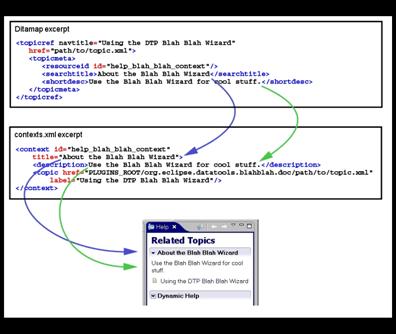 Ditamap excerpt
<topicref navtitle="Using the DTP Blah Blah Wizard"
href="path/to/topic.xml">
<topicmeta>
<resourceid id="help_blah_blah_context"/>
<searchtitle>About the Blah Blah Wizard</searchtitle>
<shortdesc>Use the Blah Blah Wizard for cool stuff.</shortdesc>
</topicmeta>
</topicref>
contexts.xml excerpt
<context id="help_blah_blah_context"
title="About the Blah Blah Wizard">
<description>Use the Blah Blah Wizard for cool stuff.</description>
<topic href="PLUGINS_ROOT/org.eclipse.datatools.blahblah.doc/path/to/topic.xml"
label="Using the DTP Blah Blah Wizard"/>
</context>
Help
Related Topics
About the Blah Blah Wizard
Use the Blah Blah Wizard for cool
stuff.
Using the DTP Blah Blah Wizard
Dynamic Help